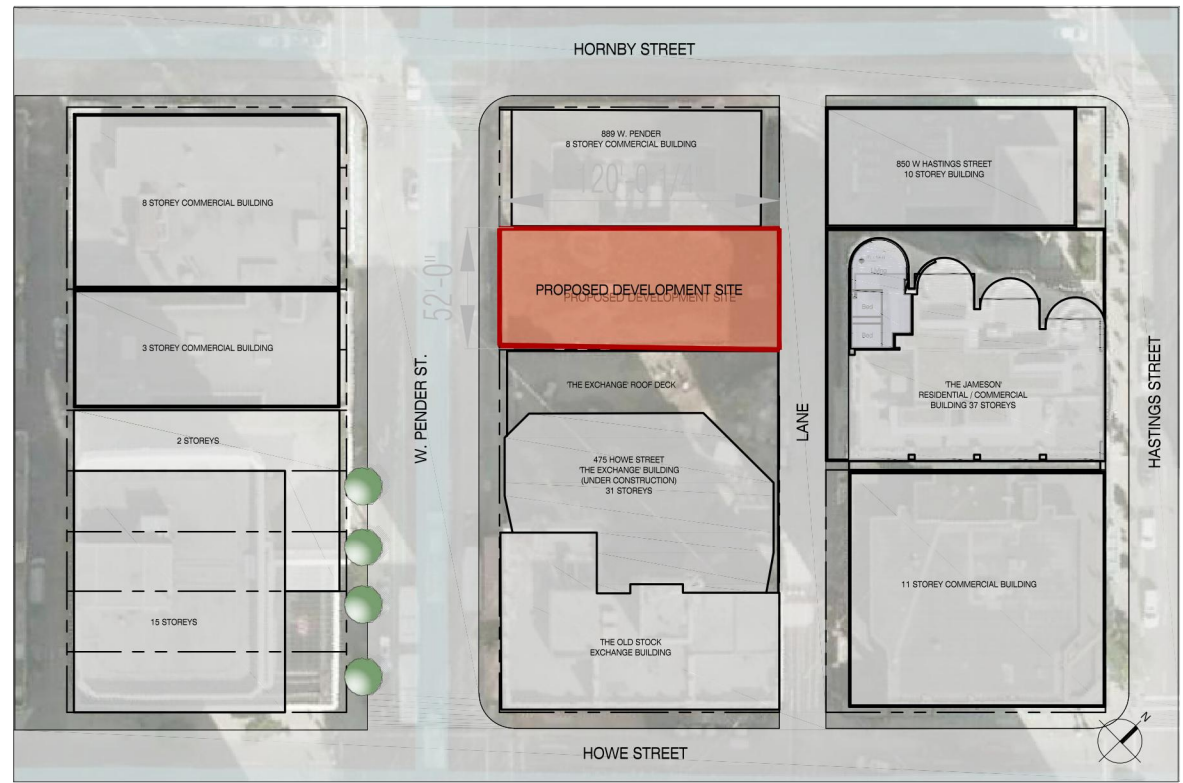 HORNBY STREET
889 W. PENDER
8 STOREY COMMERCIAL BUILDING
120'-0 1/4"
850 W HASTINGS STREET
10 STOREY BUILDING
8 STOREY COMMERCIAL BUILDING
52'-0"
PROPOSED DEVELOPMENT SITE
PROPOSED DEVELOPMENT SITE
Living
Bed
Bed
3 STOREY COMMERCIAL BUILDING
'THE EXCHANGE' ROOF DECK
'THE JAMESON'
RESIDENTIAL / COMMERCIAL
BUILDING 37 STOREYS
W. PENDER ST.
LANE
HASTINGS STREET
2 STOREYS
475 HOWE STREET
'THE EXCHANGE' BUILDING
(UNDER CONSTRUCTION)
31 STOREYS
11 STOREY COMMERCIAL BUILDING
15 STOREYS
THE OLD STOCK
EXCHANGE BUILDING
N
HOWE STREET